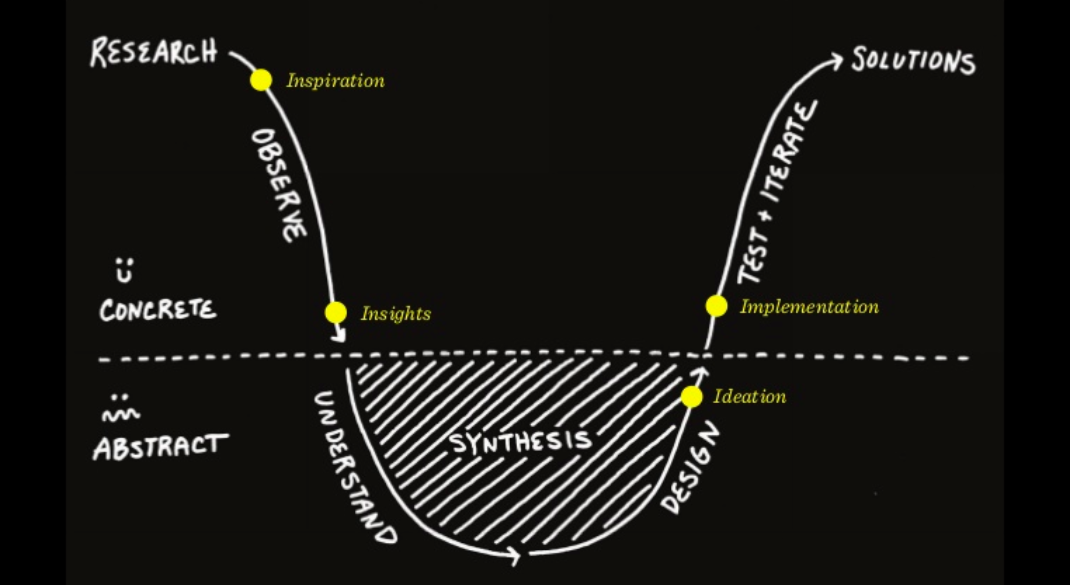 RESEARCH
SOLUTIONS
Inspiration
OBSERVE
TEST + ITERATE
CONCRETE
Insights
Implementation
ABSTRACT
UNDERSTAND
SYNTHESIS
Ideation
DESIGN